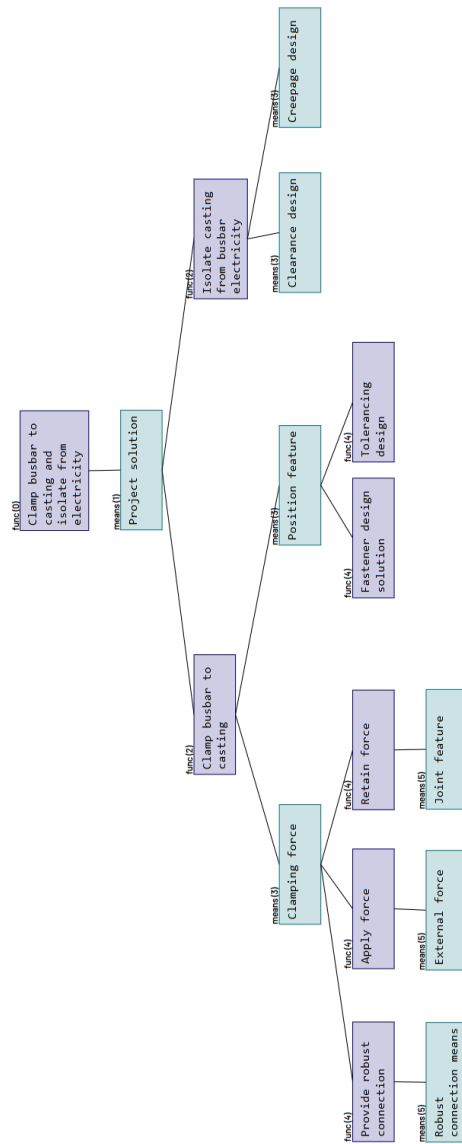 func(0)
Clamp busbar to
casting and
isolate from
electricity
means(1)
Project solution
func(2)
Clamp busbar to
casting
func(2)
Isolate casting
from busbar
electricity
means(3)
Clamping force
means(3)
Position feature
means(3)
Clearance design
means(3)
Creepage design
func(4)
Provide robust
connection
func(4)
Apply force
func(4)
Retain force
func(4)
Fastener design
solution
func(4)
Tolerancing
design
means(5)
Robust
connection means
means(5)
External force
means(5)
Joint feature